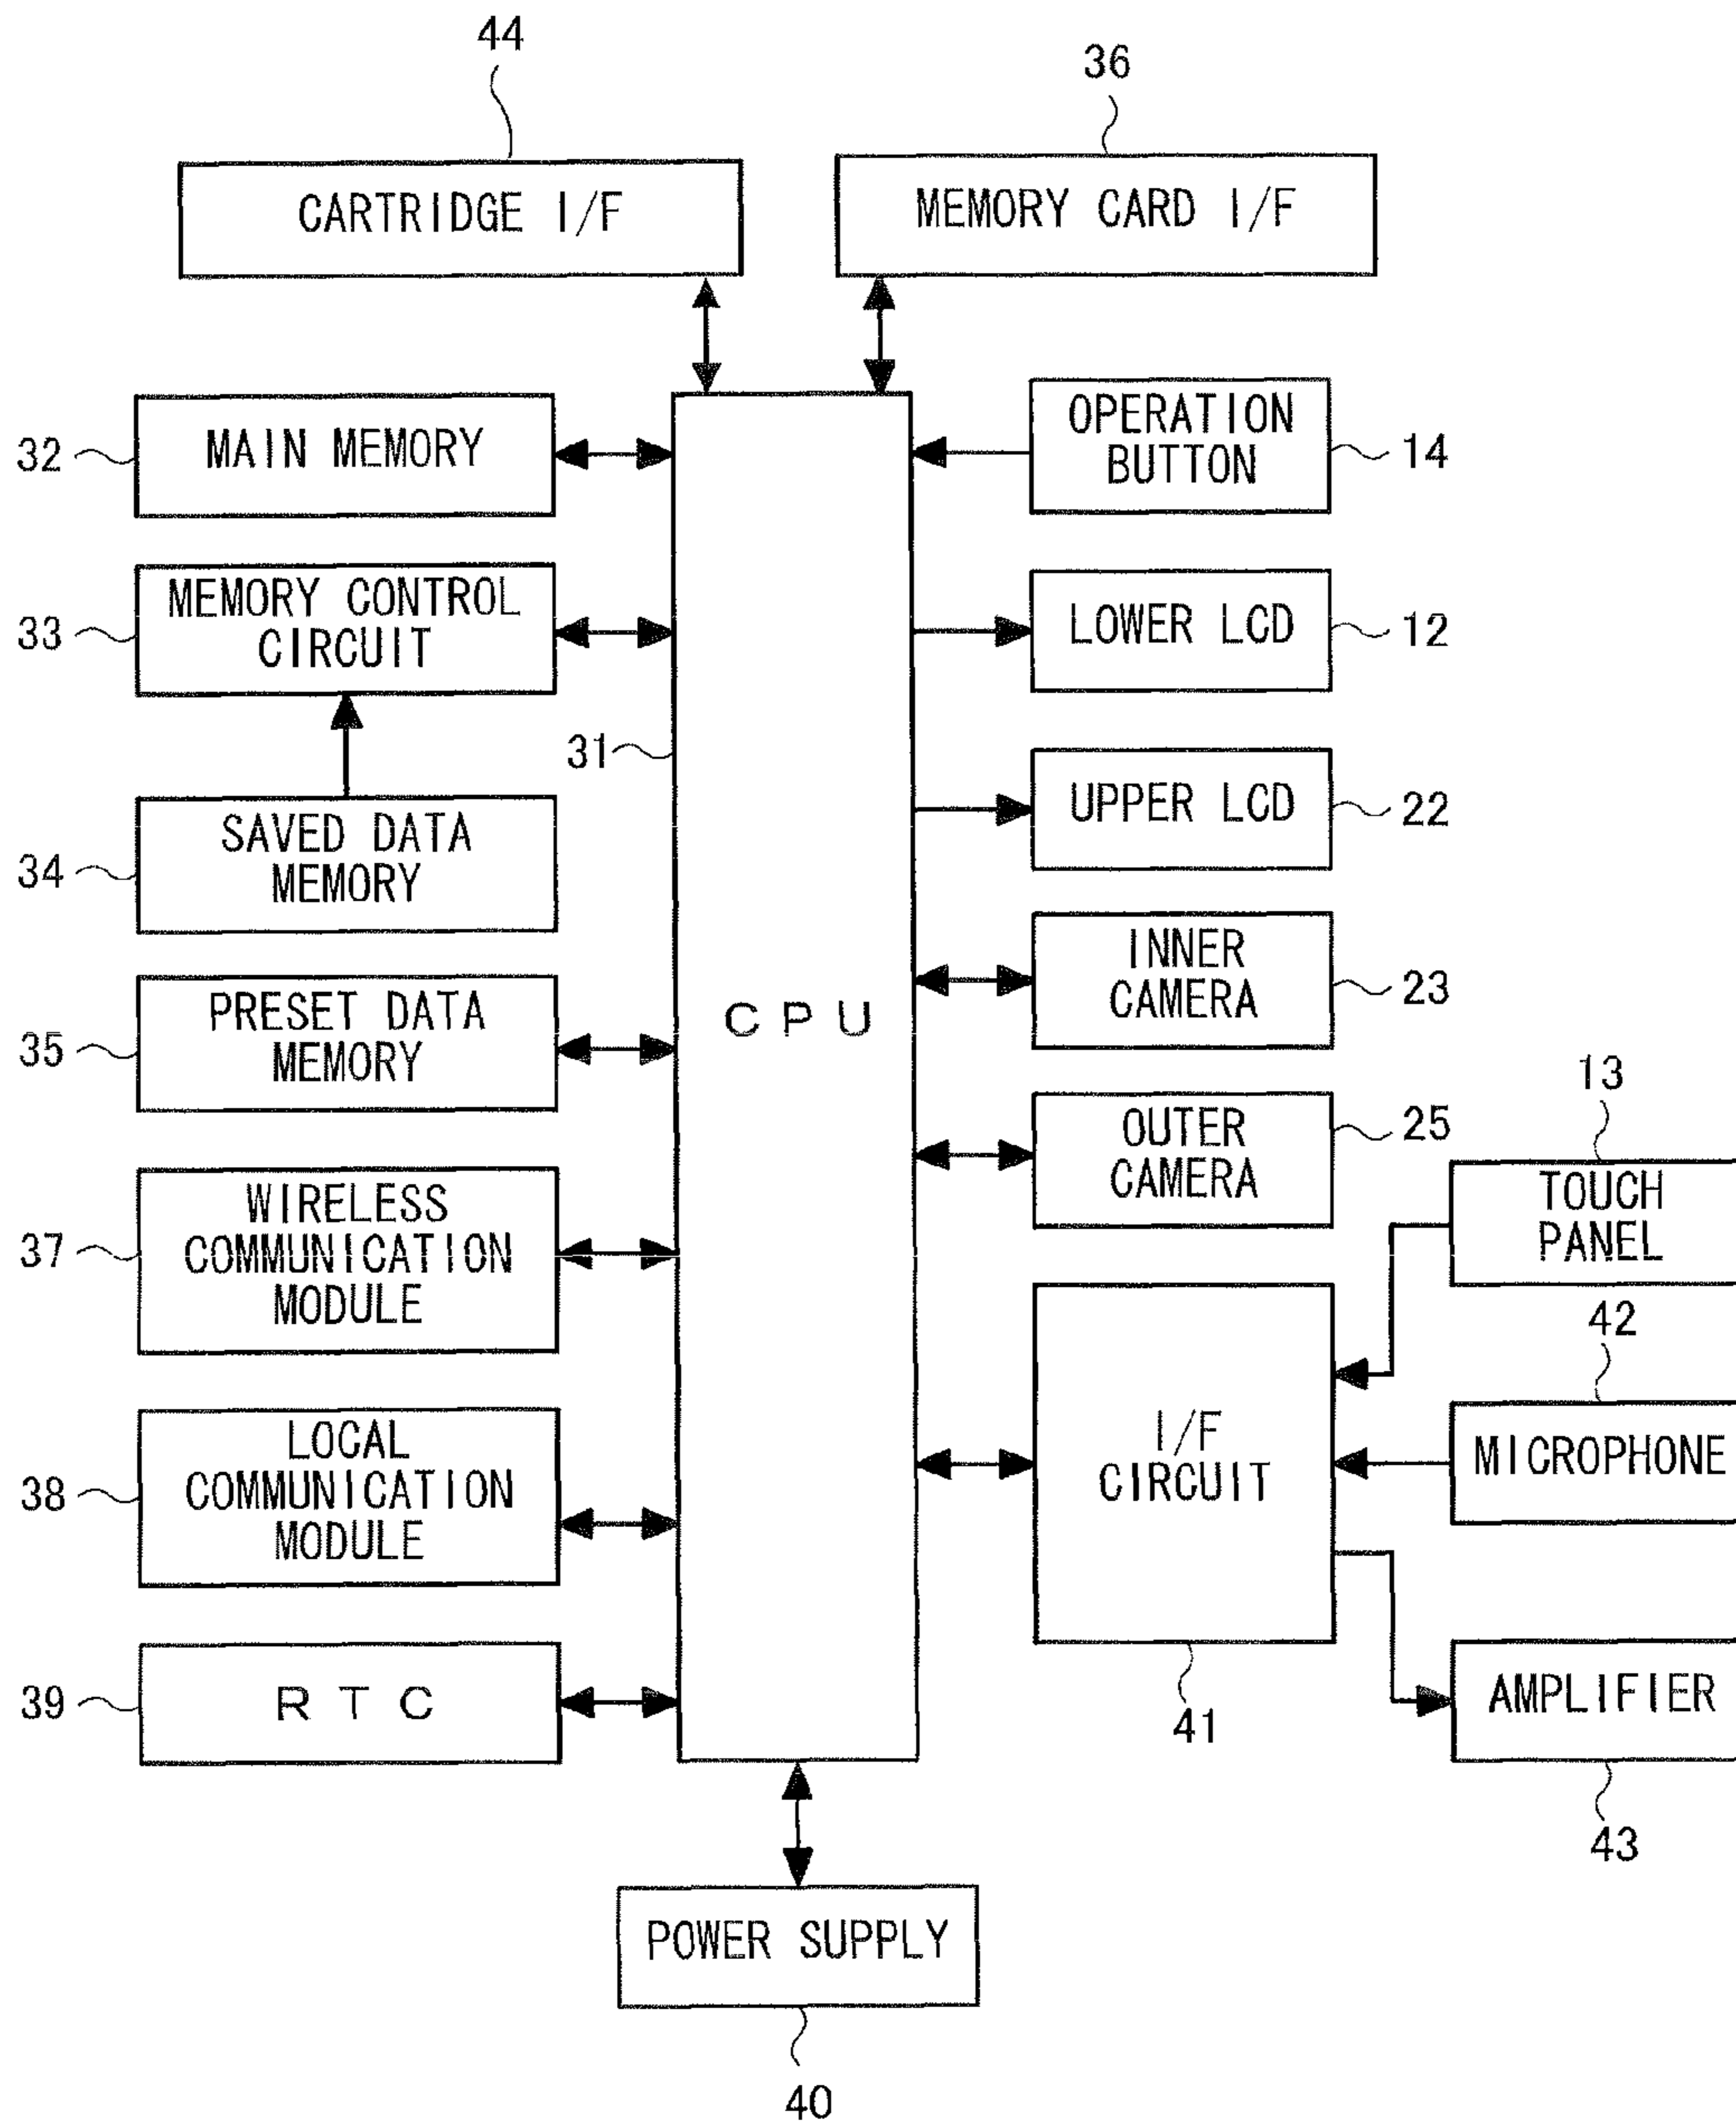 44
36
CARTRIDGE I/F
MEMORY CARD I/F
32
MAIN MEMORY
OPERATION
BUTTON
14
33
MEMORY CONTROL
CIRCUIT
LOWER LCD
12
31
34
SAVED DATA
MEMORY
UPPER LCD
22
CPU
INNER
CAMERA
23
35
PRESET DATA
MEMORY
OUTER
CAMERA
25
13
TOUCH
PANEL
37
WIRELESS
COMMUNICATION
MODULE
42
I/F
CIRCUIT
MICROPHONE
38
LOCAL
COMMUNICATION
MODULE
39
RTC
41
AMPLIFIER
43
POWER SUPPLY
40